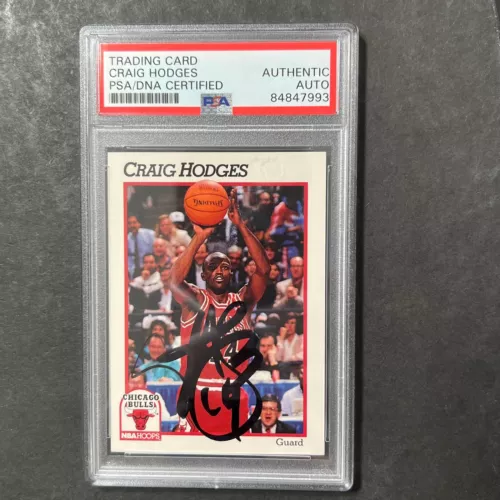 TRADING CARD
CRAIG HODGES
PSA/DNA CERTIFIED
AUTHENTIC
AUTO
84847993
PSA
CRAIG HODGES
SPALDING
CHICAGO
BULLS
NBA HOOPS
Guard